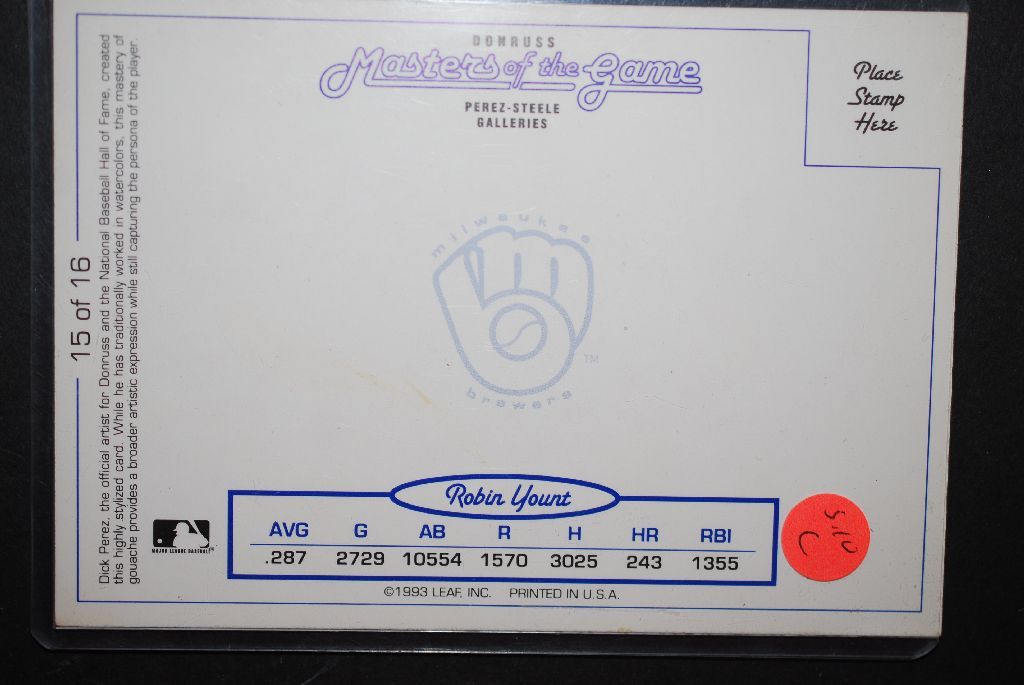 DONRUSS
Masters of the Game
PEREZ-STEELE
GALLERIES
Place
Stamp
Here
15 of 16
Dick Perez, the official artist for Donruss and the National Baseball Hall of Fame, created
this highly stylized card. While he has traditionally worked in watercolors, this mastery of
gouache provides a broader artistic expression while still capturing the persona of the player.
milwaukee
m
TM
brewers
Robin Yount
AVG G AB R H HR RBI
.287 2729 10554 1570 3025 243 1355
MAJOR LEAGUE BASEBALL
©1993 LEAF, INC. PRINTED IN U.S.A.
C